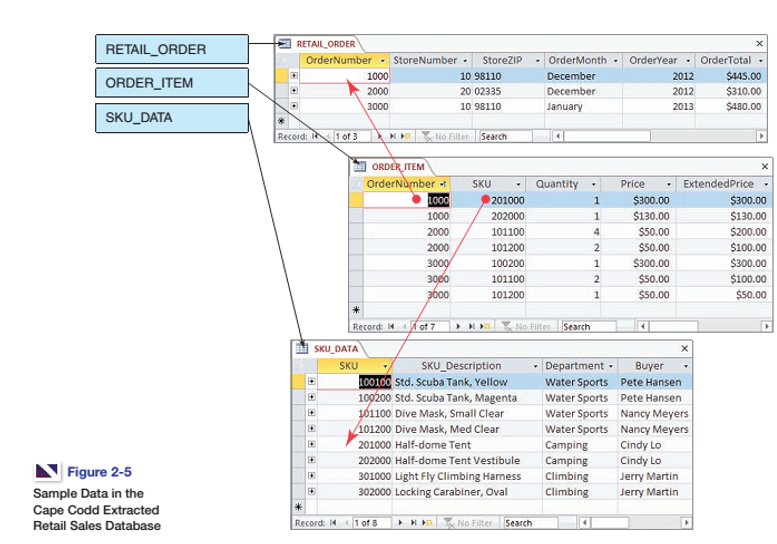 RETAIL_ORDER
ORDER_ITEM
SKU_DATA
RETAIL_ORDER
OrderNumber StoreNumber StoreZIP OrderMonth OrderYear OrderTotal
1000 10 98110 December 2012 $445.00
2000 20 02335 December 2012 $310.00
3000 10 98110 January 2013 $480.00
Record: 1 of 3 No Filter Search
ORDER_ITEM
OrderNumber SKU Quantity Price ExtendedPrice
1000 201000 1 $300.00 $300.00
1000 202000 1 $130.00 $130.00
2000 101100 4 $50.00 $200.00
2000 101200 2 $50.00 $100.00
3000 100200 1 $300.00 $300.00
3000 101100 2 $50.00 $100.00
3000 101200 1 $50.00 $50.00
Record: 1 of 7 No Filter Search
SKU_DATA
SKU SKU_Description Department Buyer
100100 Std. Scuba Tank, Yellow Water Sports Pete Hansen
100200 Std. Scuba Tank, Magenta Water Sports Pete Hansen
101100 Dive Mask, Small Clear Water Sports Nancy Meyers
101200 Dive Mask, Med Clear Water Sports Nancy Meyers
201000 Half-dome Tent Camping Cindy Lo
202000 Half-dome Tent Vestibule Camping Cindy Lo
301000 Light Fly Climbing Harness Climbing Jerry Martin
302000 Locking Carabiner, Oval Climbing Jerry Martin
Record: 1 of 8 No Filter Search
Figure 2-5
Sample Data in the
Cape Codd Extracted
Retail Sales Database